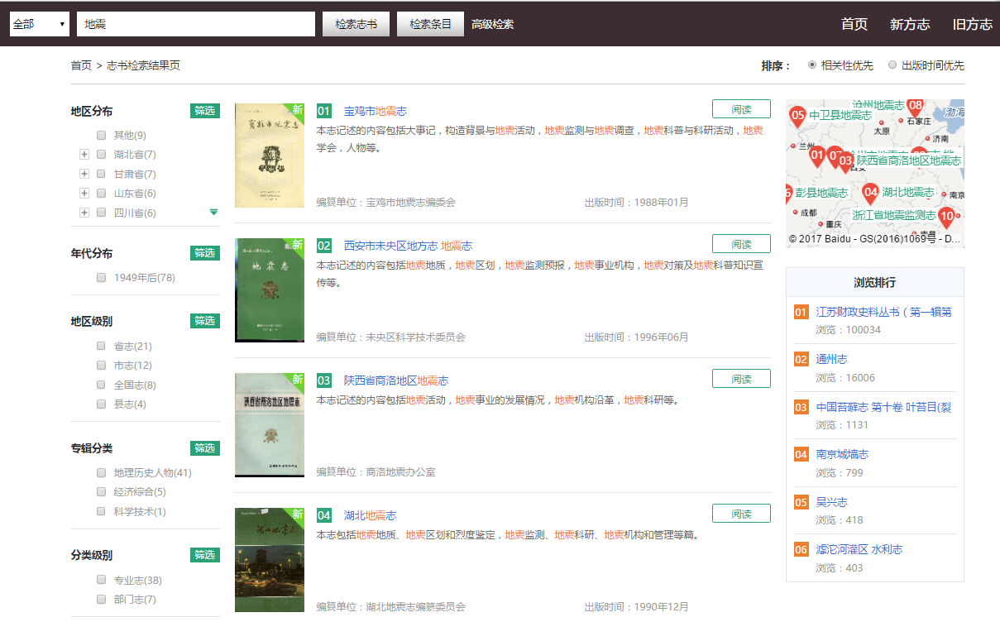 全部 地震 检索志书 检索条目 高级检索 首页 新方志 旧方志
首页 > 志书检索结果页 排序： 相关性优先 出版时间优先
地区分布 筛选
其他(9)
湖北省(7)
甘肃省(7)
山东省(6)
四川省(6)
年代分布 筛选
1949年后(78)
地区级别 筛选
省志(21)
市志(12)
全国志(8)
县志(4)
专辑分类 筛选
地理历史人物(41)
经济综合(5)
科学技术(1)
分类级别 筛选
专业志(38)
部门志(7)
新
宝鸡市地震志
01 宝鸡市地震志 阅读
本志记述的内容包括大事记，构造背景与地震活动，地震监测与地震调查，地震科普与科研活动，地震
学会，人物等。
编纂单位：宝鸡市地震志编委会 出版时间：1988年01月
新
地震志
02 西安市未央区地方志 地震志 阅读
本志记述的内容包括地震地质，地震区划，地震监测预报，地震事业机构，地震对策及地震科普知识宣
传等。
编纂单位：未央区科学技术委员会 出版时间：1996年06月
新
陕西省商洛地区地震志
03 陕西省商洛地区地震志 阅读
本志记述的内容包括地震活动，地震事业的发展情况，地震机构沿革，地震科研等。
编纂单位：商洛地震办公室
新
湖北地震志
04 湖北地震志 阅读
本志包括地震地质、地震区划和烈度鉴定，地震监测、地震科研、地震机构和管理等篇。
编纂单位：湖北地震志编纂委员会 出版时间：1990年12月
沧州地震志 08 渤海
05 中卫县地震志
石家庄
太原
济南
兰州
01 03 陕西省商洛地区地震志
彭县地震志 04 湖北地震志 南京
成都 浙江省地震监测志 10
重庆
南昌
© 2017 Baidu - GS(2016)1069号 - D...
浏览排行
01 江苏财政史料丛书（第一辑第
浏览：100034
02 通州志
浏览：16006
03 中国苔藓志 第十卷 叶苔目(裂
浏览：1131
04 南京城墙志
浏览：799
05 吴兴志
浏览：418
06 滹沱河灌区 水利志
浏览：403